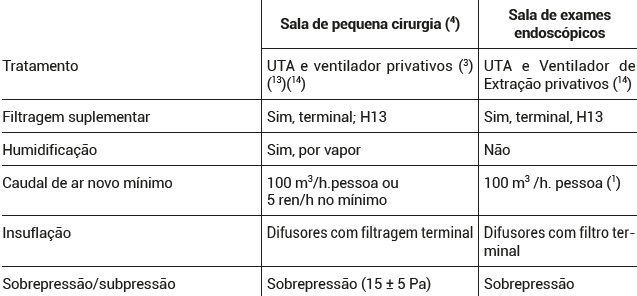 Sala de pequena cirurgia (⁴)
Sala de exames
endoscópicos
Tratamento
UTA e ventilador privativos (³)
(¹³)(¹⁴)
UTA e Ventilador de
Extração privativos (¹⁴)
Filtragem suplementar
Sim, terminal; H13
Sim, terminal, H13
Humidificação
Sim, por vapor
Não
Caudal de ar novo mínimo
100 m³/h.pessoa ou
5 ren/h no mínimo
100 m³ /h. pessoa (¹)
Insuflação
Difusores com filtragem terminal
Difusores com filtro ter-
minal
Sobrepressão/subpressão
Sobrepressão (15 ± 5 Pa)
Sobrepressão